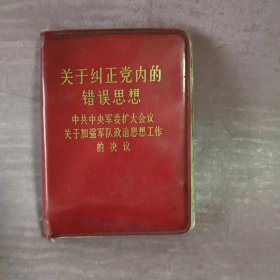 关于纠正党内的
错误思想
中共中央军委扩大会议
关于加强军队政治思想工作
的决议